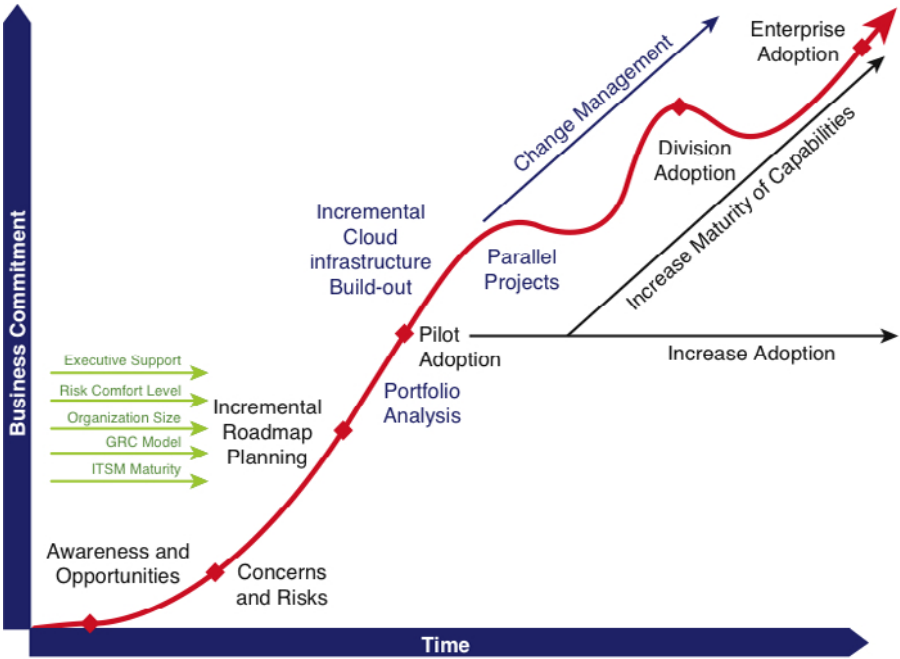 Enterprise
Adoption
Change Management
Division
Adoption
Increase Maturity of Capabilities
Incremental
Cloud
infrastructure
Build-out
Parallel
Projects
Business Commitment
Pilot
Adoption
Increase Adoption
Executive Support
Risk Comfort Level
Organization Size
GRC Model
ITSM Maturity
Incremental
Roadmap
Planning
Portfolio
Analysis
Awareness and
Opportunities
Concerns
and Risks
Time